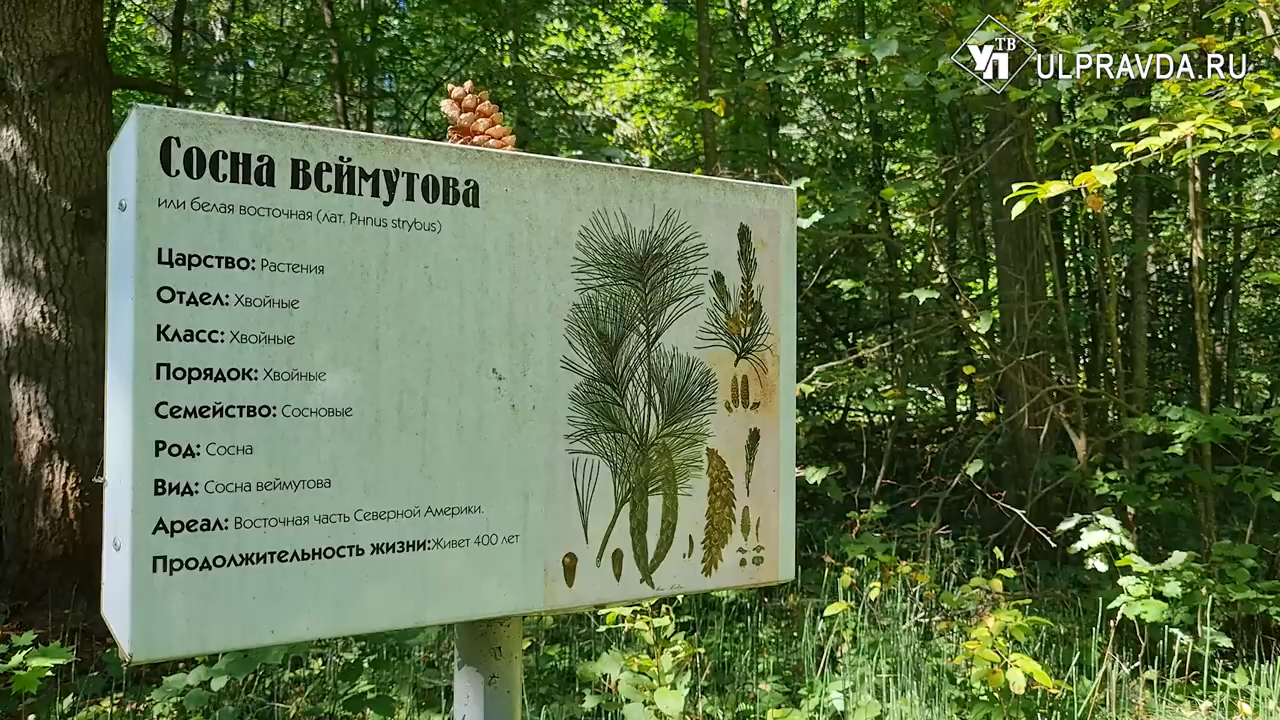 УП ТВ ULPRAVDA.RU
Сосна веймутова
или белая восточная (лат. Pнnus strybus)
Царство: Растения
Отдел: Хвойные
Класс: Хвойные
Порядок: Хвойные
Семейство: Сосновые
Род: Сосна
Вид: Сосна веймутова
Ареал: Восточная часть Северной Америки.
Продолжительность жизни:Живет 400 лет